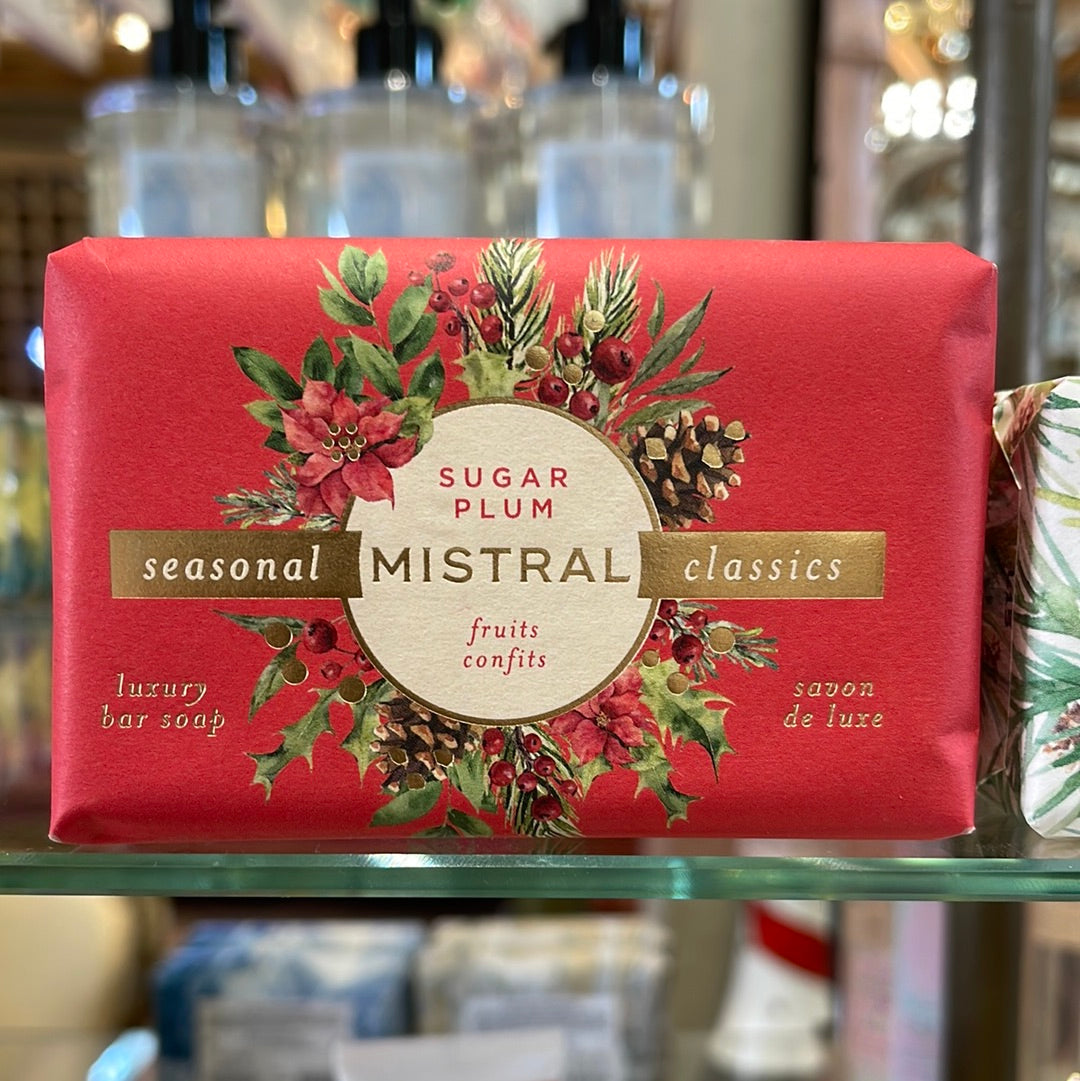 SUGAR
PLUM
seasonal MISTRAL classics
fruits
confits
luxury
bar soap
savon
de luxe